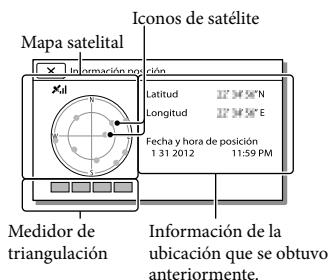 Iconos de satélite
Mapa satelital
Información posición
N
Latitud
"N
Longitud
"E
W
E
Fecha y hora de posición
S
1 31 2012 11:59 PM
Medidor de
triangulación
Información de la
ubicación que se obtuvo
anteriormente.